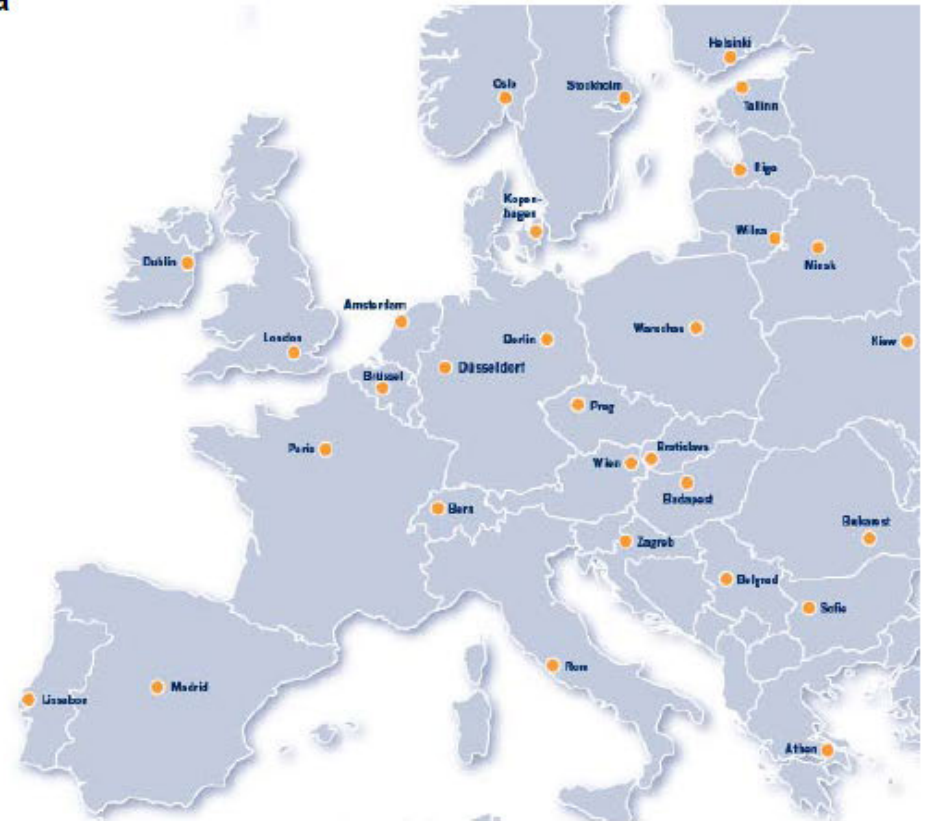 a
Helsinki
Oslo
Stockholm
Tallinn
Riga
Kopen-
hagen
Wilna
Minsk
Dublin
Amsterdam
London
Berlin
Warschau
Kiew
Düsseldorf
Brüssel
Prag
Paris
Wien
Bratislava
Budapest
Bern
Bukarest
Zagreb
Belgrad
Sofia
Rom
Madrid
Lissabon
Athen